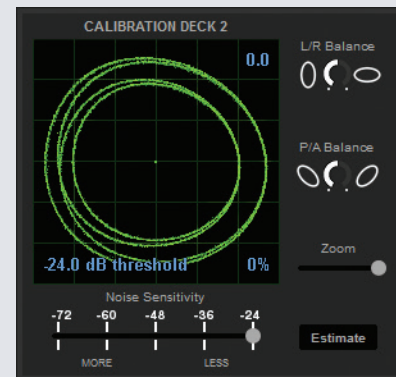 CALIBRATION DECK 2
0.0
L/R Balance
P/A Balance
-24.0 dB threshold 0%
Zoom
Noise Sensitivity
-72 -60 -48 -36 -24
MORE LESS
Estimate